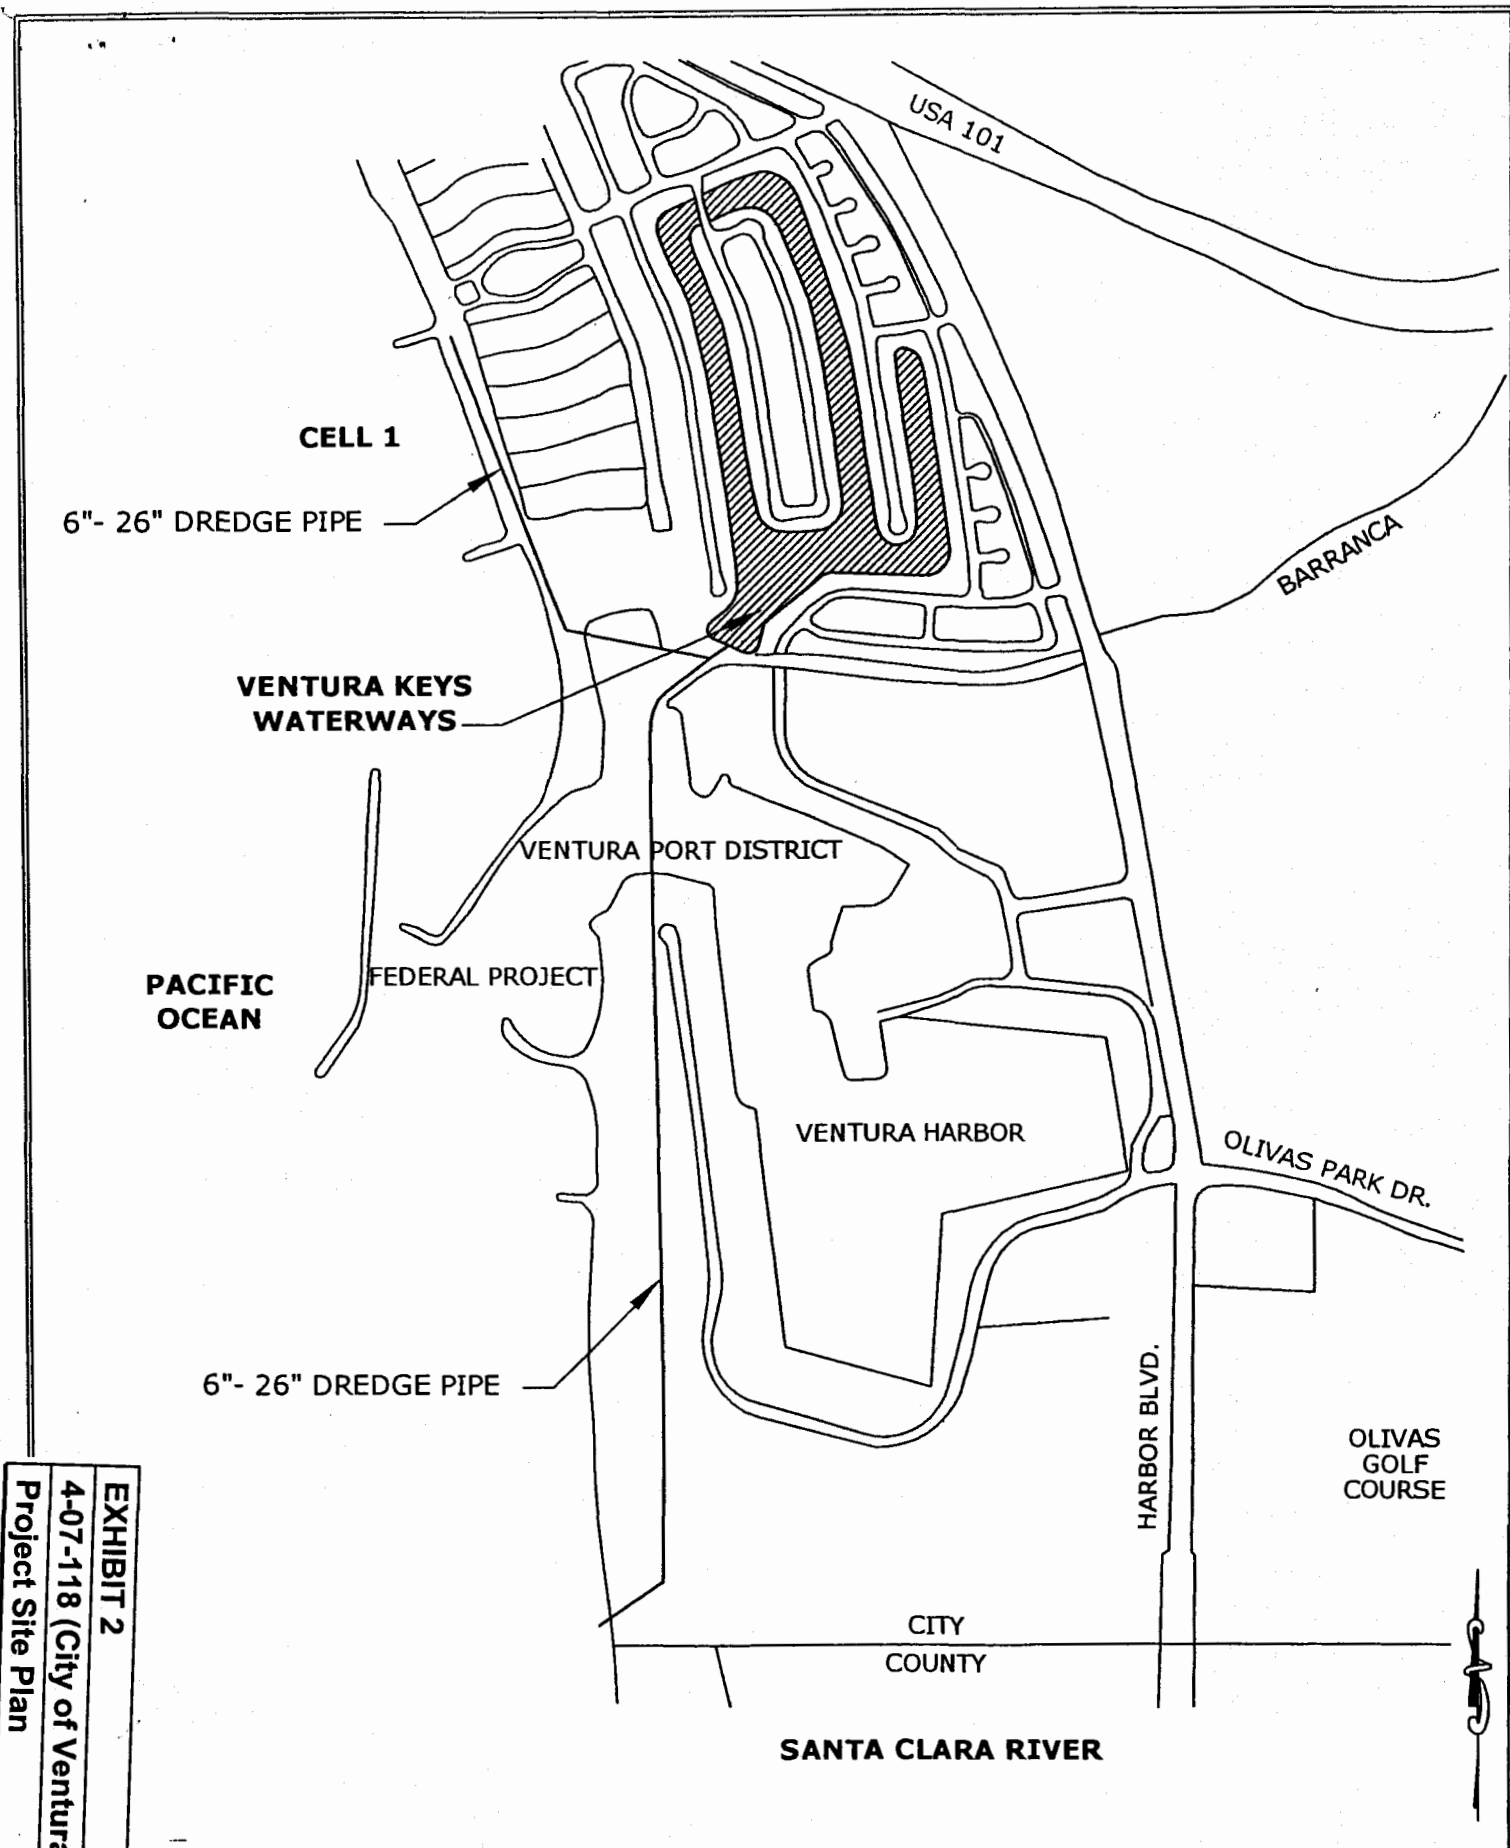 USA 101
CELL 1
6"- 26" DREDGE PIPE
BARRANCA
VENTURA KEYS
WATERWAYS
VENTURA PORT DISTRICT
PACIFIC
OCEAN
FEDERAL PROJECT
VENTURA HARBOR
OLIVAS PARK DR.
6"- 26" DREDGE PIPE
HARBOR BLVD.
OLIVAS
GOLF
COURSE
CITY
COUNTY
SANTA CLARA RIVER
EXHIBIT 2
4-07-118 (City of Ventura
Project Site Plan